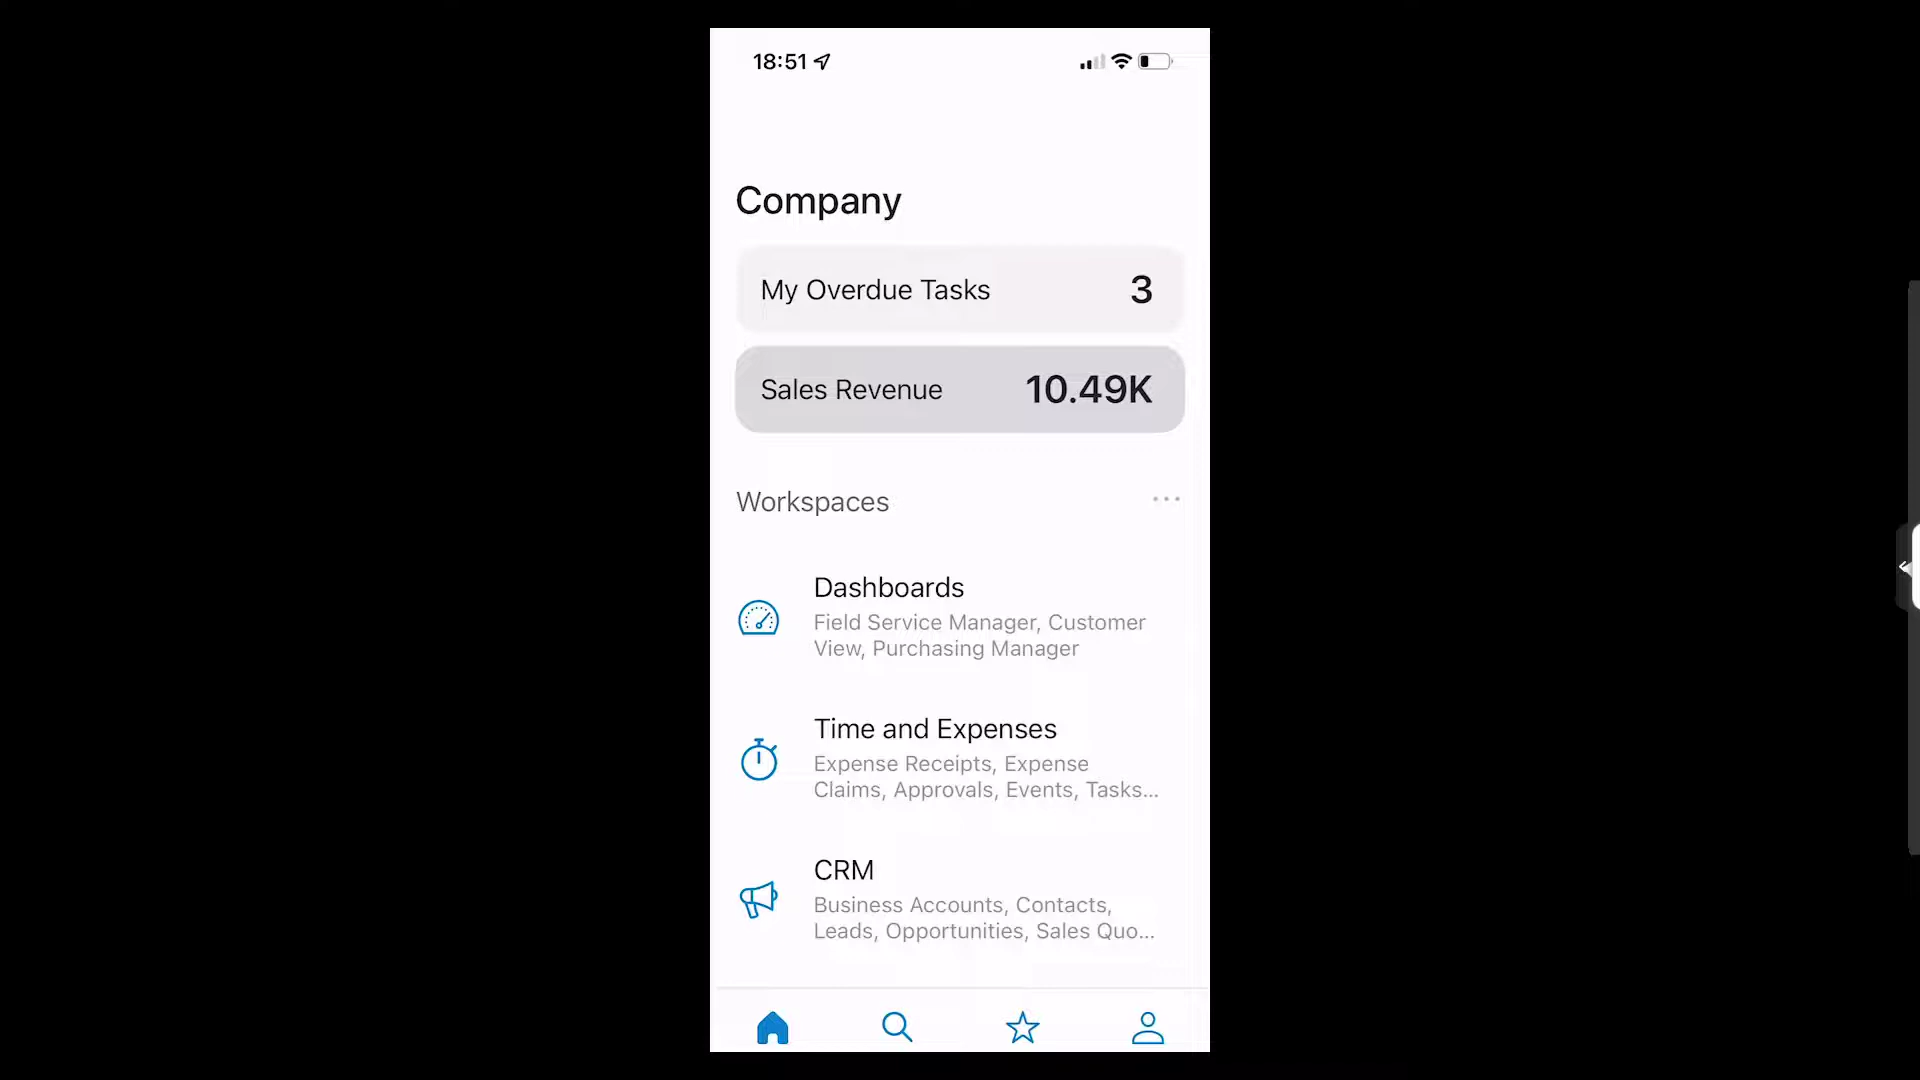 18:51
Company
My Overdue Tasks 3
Sales Revenue 10.49K
Workspaces
Dashboards
Field Service Manager, Customer
View, Purchasing Manager
Time and Expenses
Expense Receipts, Expense
Claims, Approvals, Events, Tasks...
CRM
Business Accounts, Contacts,
Leads, Opportunities, Sales Quo...